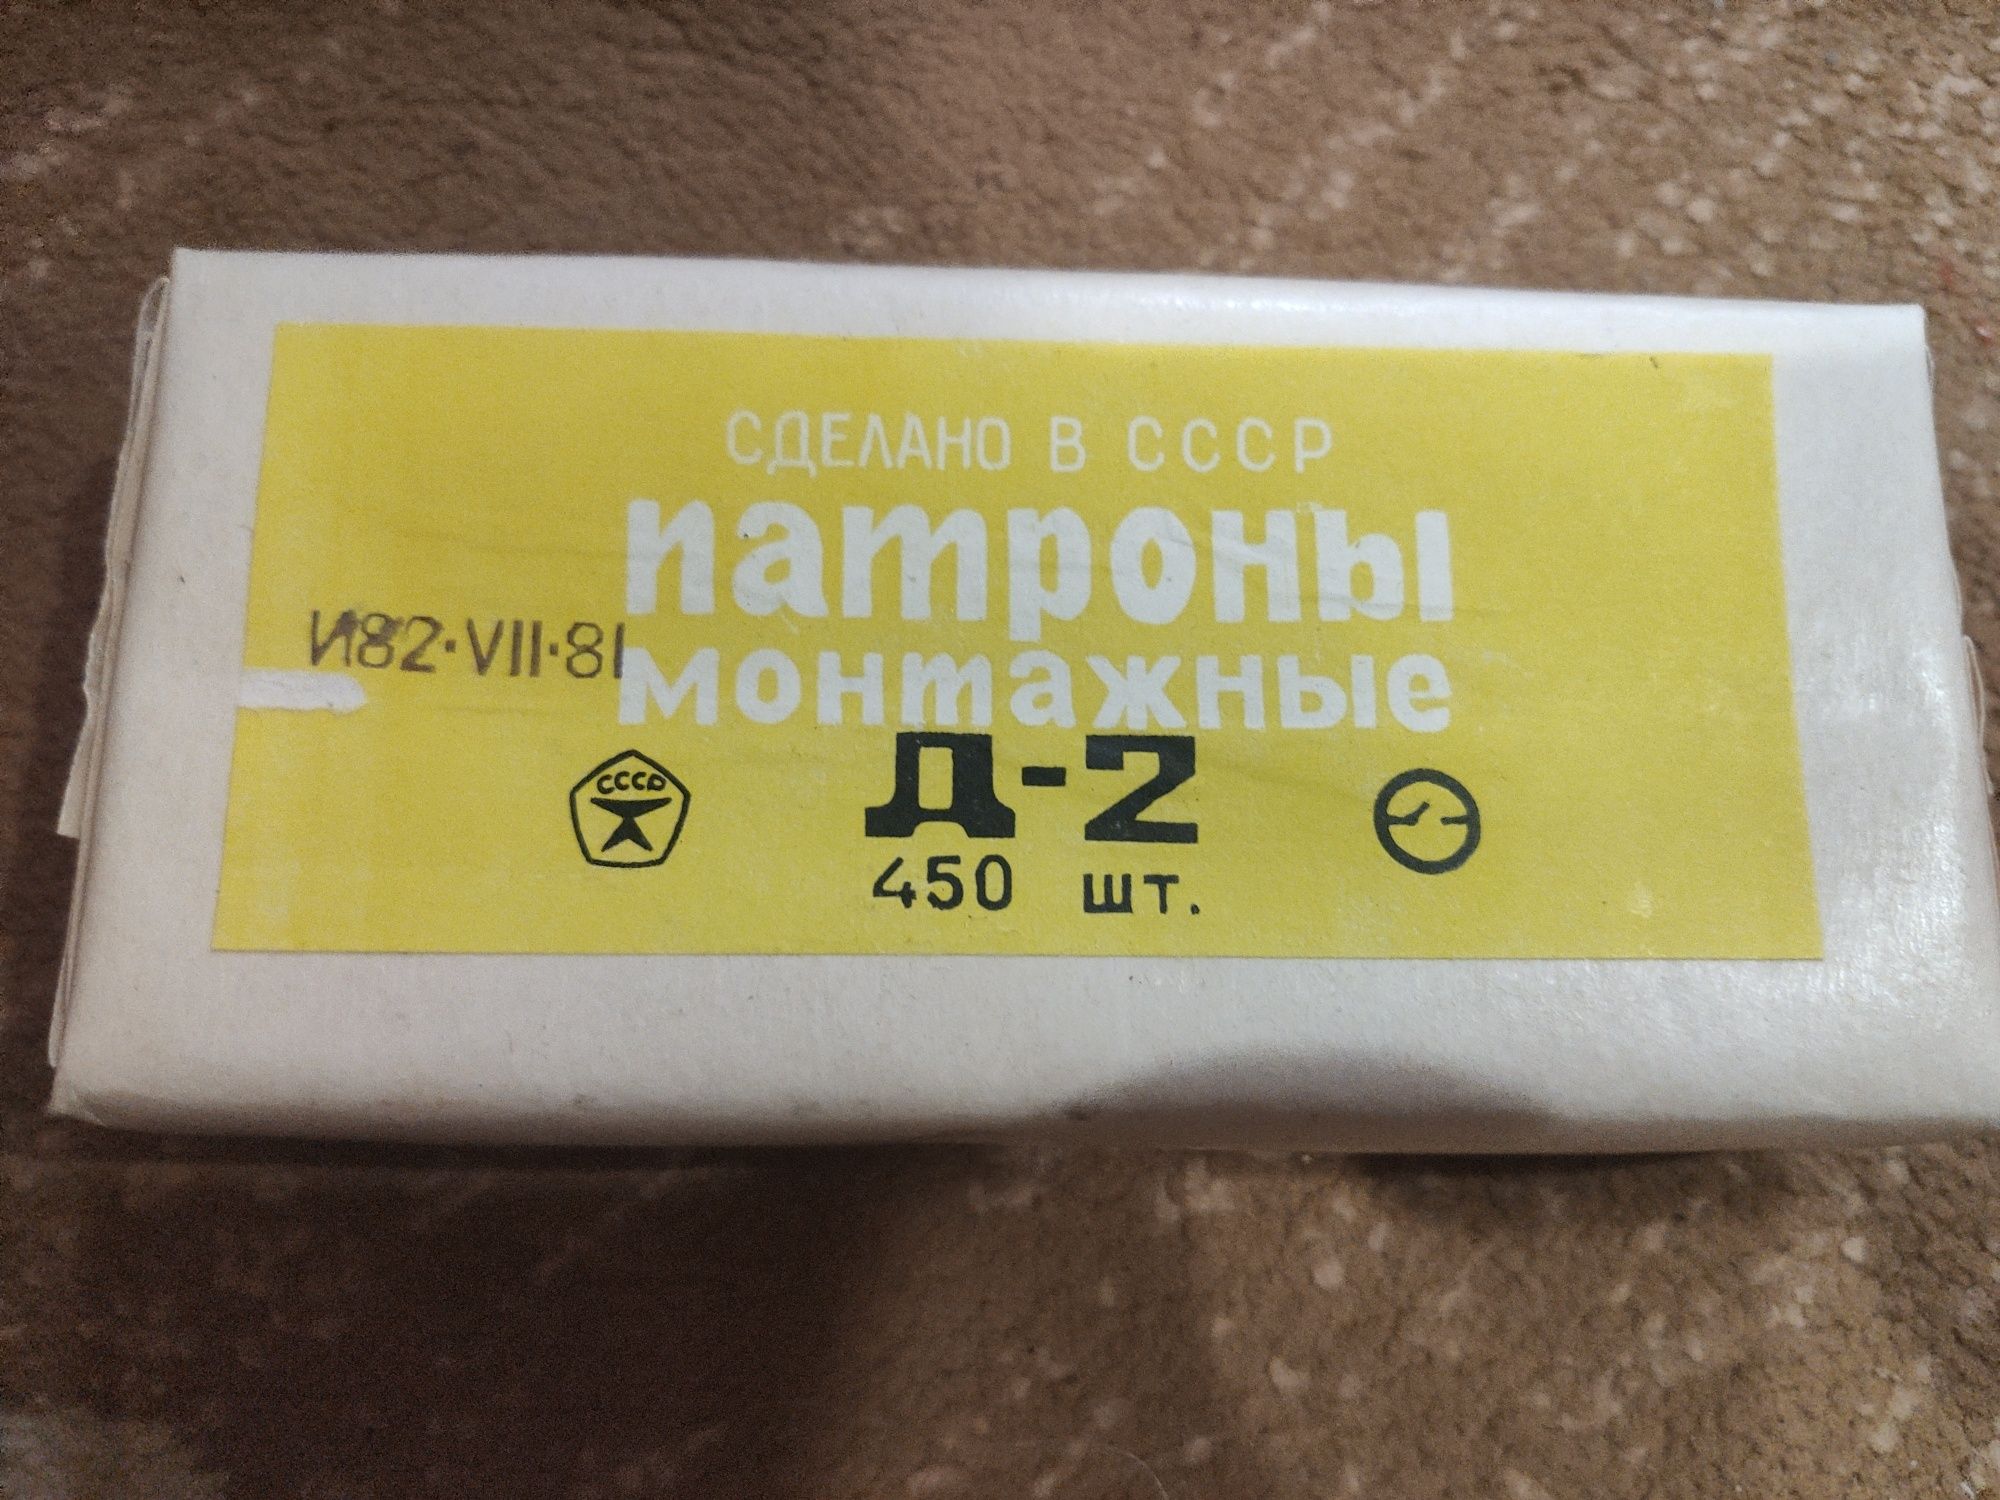 СДЕЛАНО В СССР
патроны
И82·VII·81
монтажные
СССР
Д-2
450 шт.